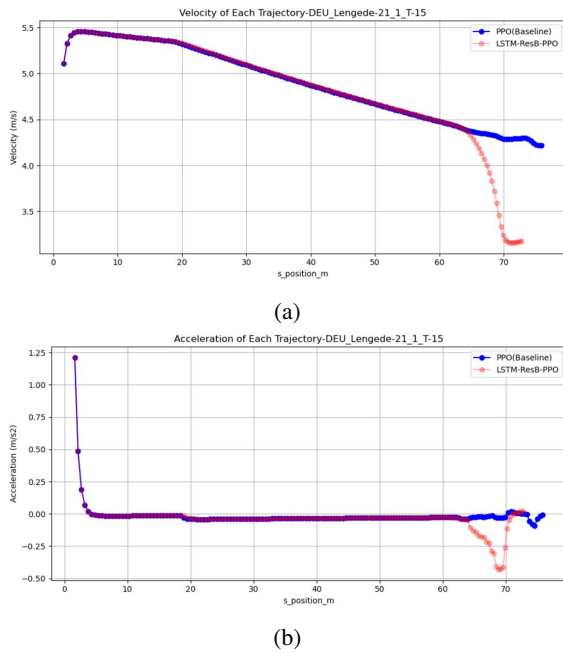 Velocity of Each Trajectory-DEU_Lengede-21_1_T-15
PPO(Baseline)
LSTM-ResB-PPO
5.5
5.0
4.5
4.0
3.5
Velocity (m/s)
0 10 20 30 40 50 60 70
s_position_m
(a)
Acceleration of Each Trajectory-DEU_Lengede-21_1_T-15
PPO(Baseline)
LSTM-ResB-PPO
1.25
1.00
0.75
0.50
0.25
0.00
−0.25
−0.50
Acceleration (m/s2)
0 10 20 30 40 50 60 70
s_position_m
(b)